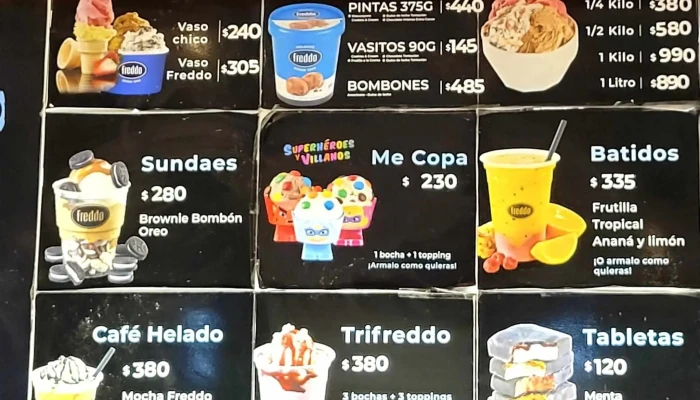 Vaso chico $240
Vaso Freddo $305
freddo
PINTAS 375G $440
VASITOS 90G $145
BOMBONES $485
freddo
1/4 Kilo $380
1/2 Kilo $580
1 Kilo $990
1 Litro $890
Sundaes
$280
Brownie Bombón
Oreo
freddo
SUPERHÉROES
Y VILLANOS
Me Copa
$ 230
1 bocha + 1 topping
¡Armalo como quieras!
Batidos
$335
Frutilla
Tropical
Ananá y limón
¡O armalo como
quieras!
freddo
Café Helado
$380
Mocha Freddo
Trifreddo
$380
3 bochas + 3 toppings
Tabletas
$120
Menta